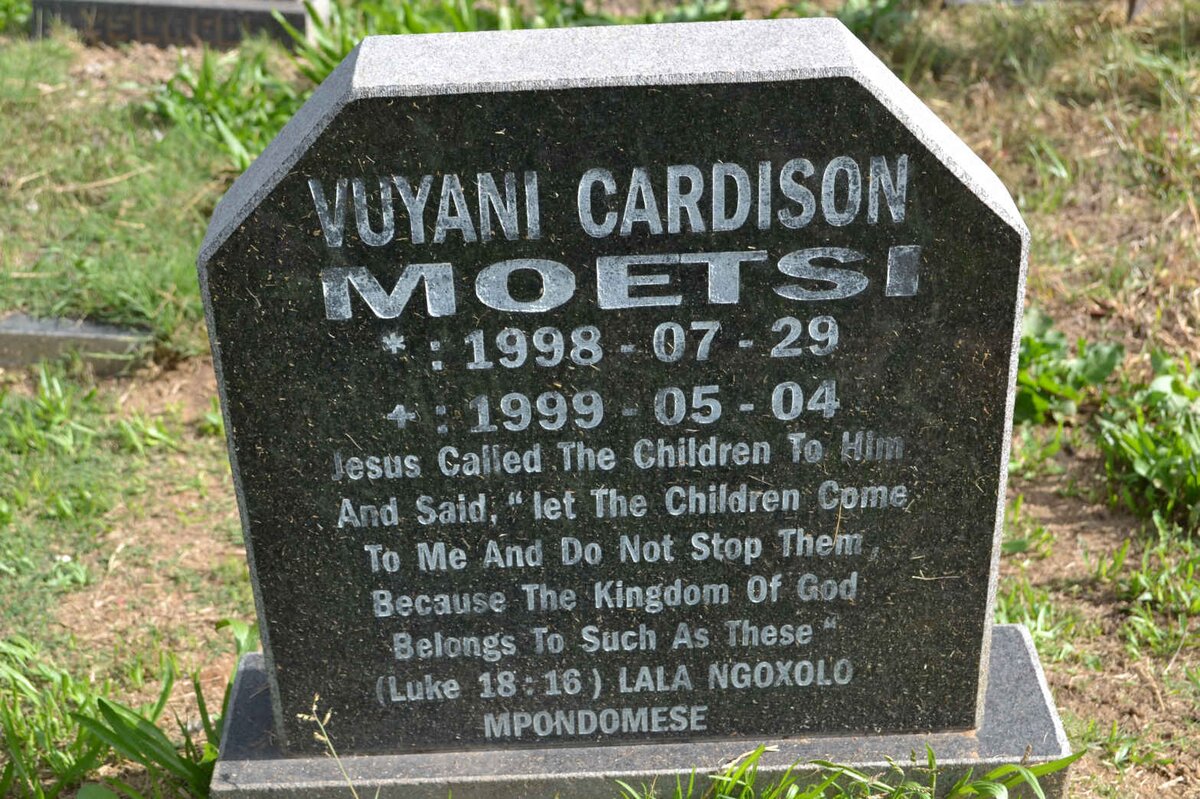 VUYANI CARDISON
MOETSI
* : 1998 - 07 - 29
+ : 1999 - 05 - 04
Jesus Called The Children To Him
And Said, “ let The Children Come
To Me And Do Not Stop Them,
Because The Kingdom Of God
Belongs To Such As These “
(Luke 18 : 16 ) LALA NGOXOLO
MPONDOMESE